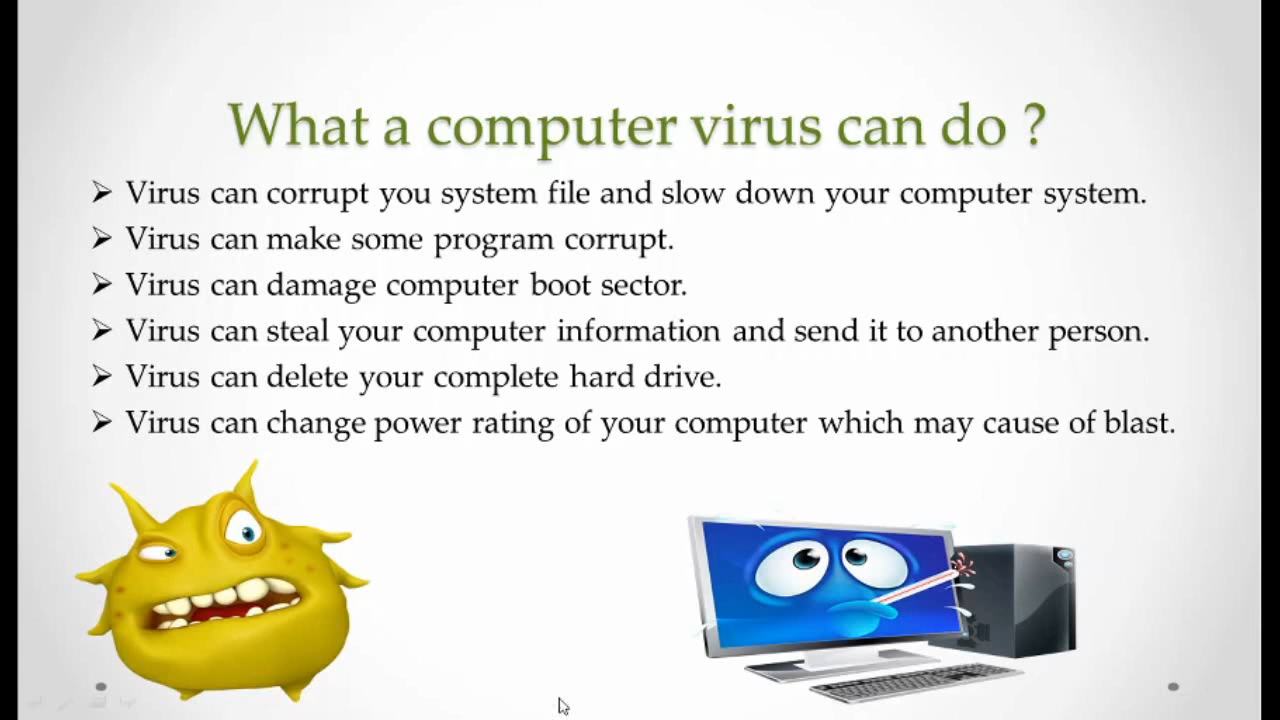 What a computer virus can do ?
➢ Virus can corrupt you system file and slow down your computer system.
➢ Virus can make some program corrupt.
➢ Virus can damage computer boot sector.
➢ Virus can steal your computer information and send it to another person.
➢ Virus can delete your complete hard drive.
➢ Virus can change power rating of your computer which may cause of blast.